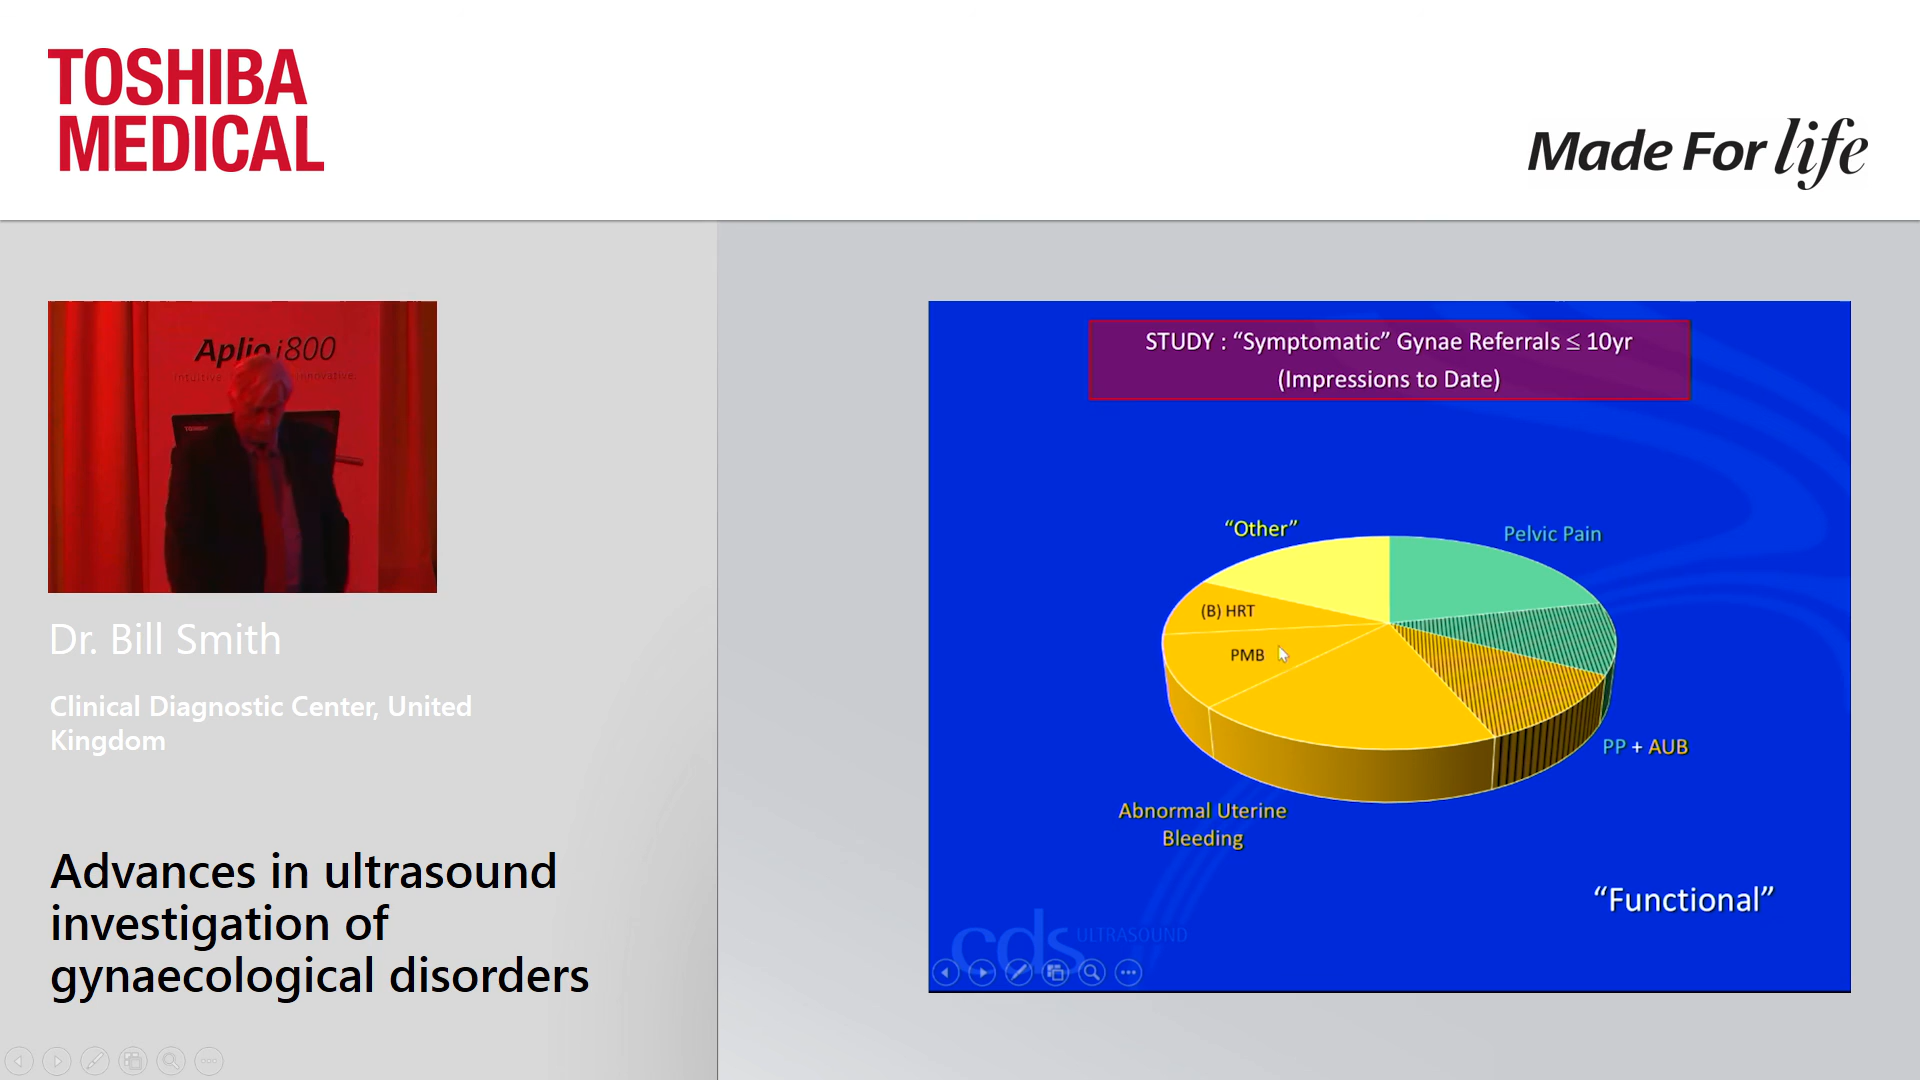 TOSHIBA
MEDICAL
Made For life
Aplio i800
Dr. Bill Smith
Clinical Diagnostic Center, United
Kingdom
Advances in ultrasound
investigation of
gynaecological disorders
STUDY : “Symptomatic” Gynae Referrals ≤ 10yr
(Impressions to Date)
“Other”
Pelvic Pain
(B) HRT
PMB
PP + AUB
Abnormal Uterine
Bleeding
“Functional”
cds ULTRASOUND